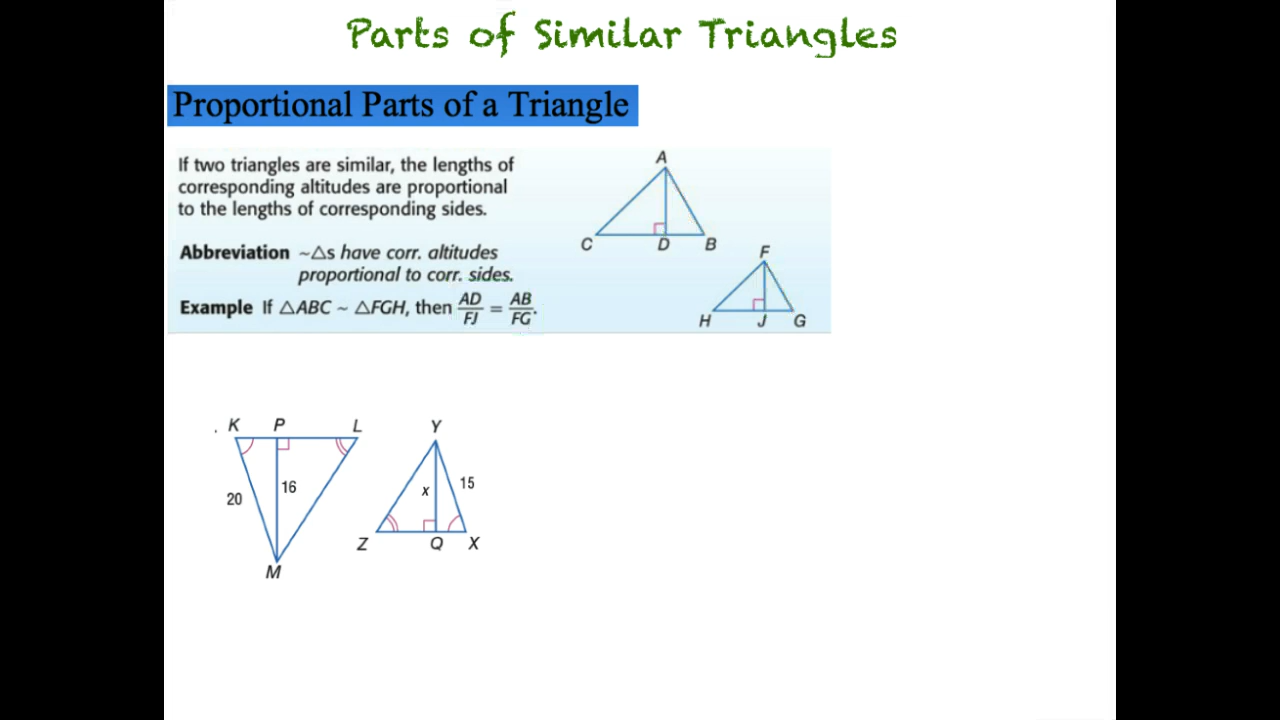 Parts of Similar Triangles
Proportional Parts of a Triangle
If two triangles are similar, the lengths of
corresponding altitudes are proportional
to the lengths of corresponding sides.
Abbreviation ~△s have corr. altitudes
proportional to corr. sides.
Example If △ABC ~ △FGH, then AD/FJ = AB/FG.
A
C D B
F
H J G
. K P L
20 16
M
Y
x 15
Z Q X